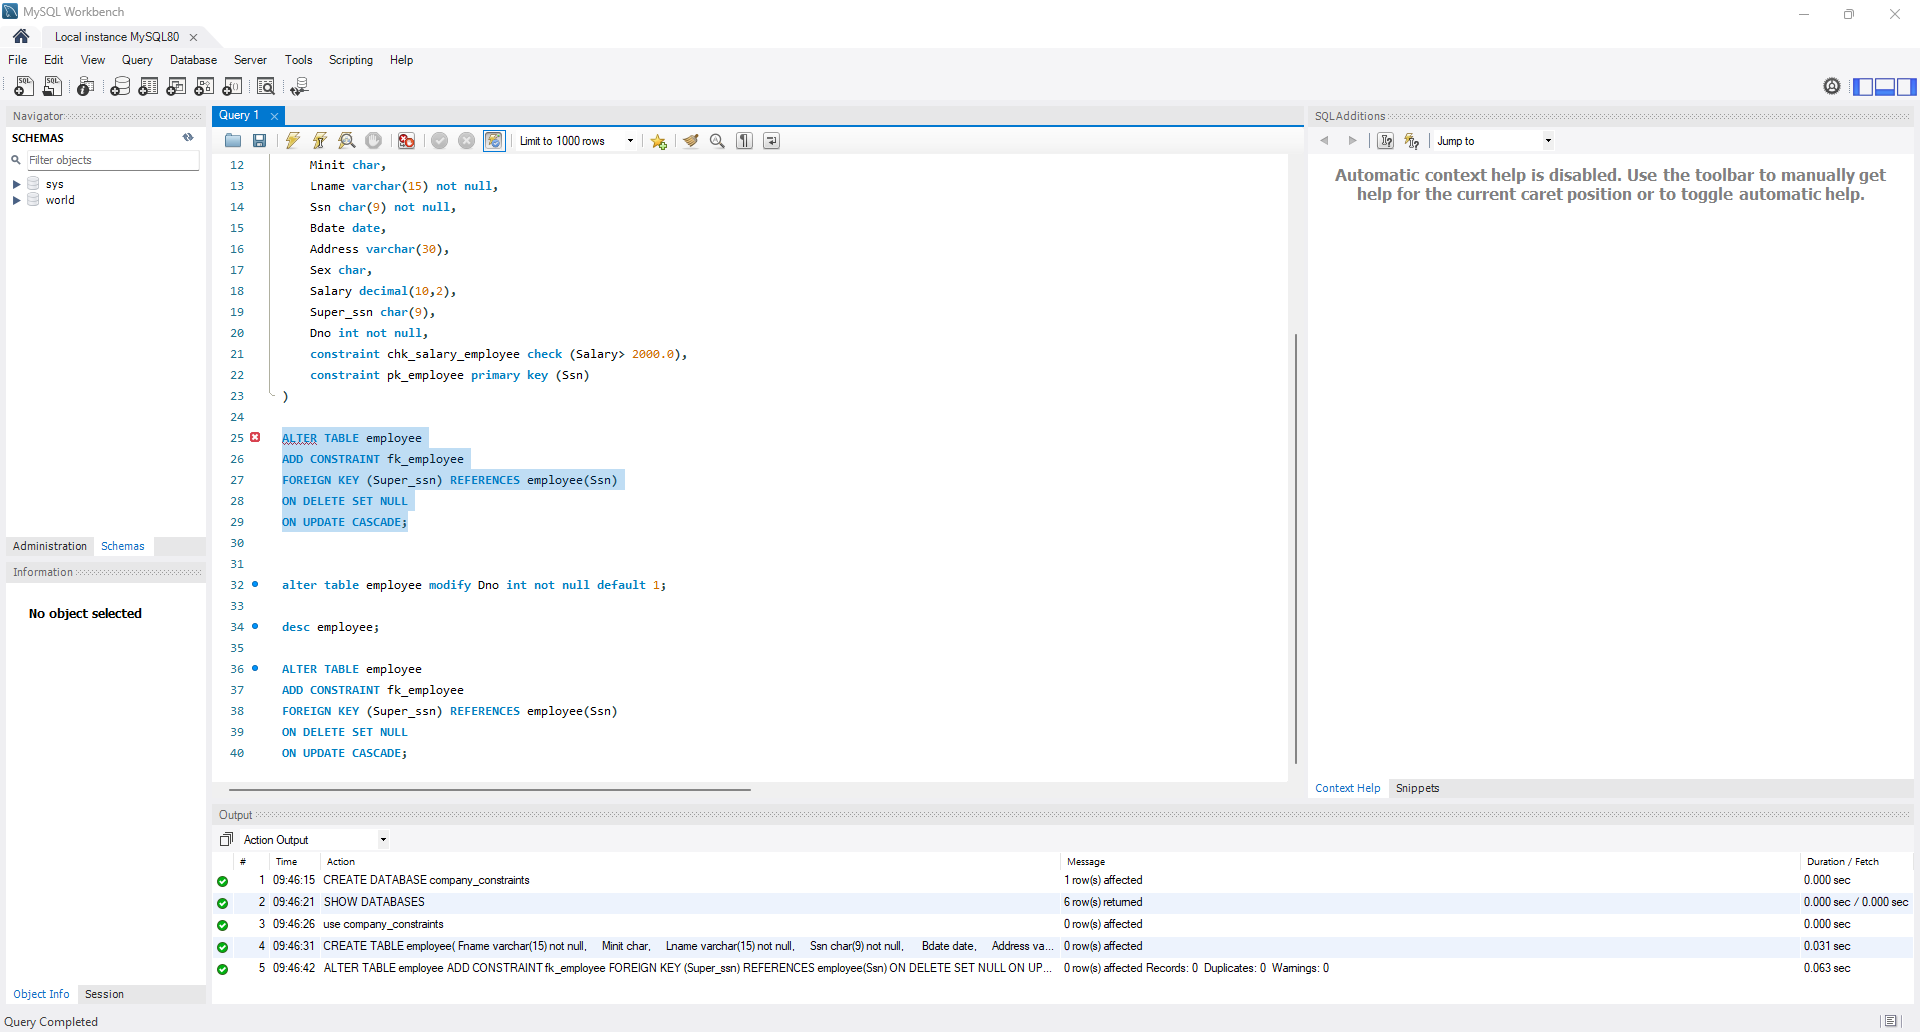 MySQL Workbench
Local instance MySQL80
File Edit View Query Database Server Tools Scripting Help
Navigator
SCHEMAS
Filter objects
sys
world
Administration Schemas
Information
No object selected
Object Info Session
Query 1
Limit to 1000 rows
12 Minit char,
13 Lname varchar(15) not null,
14 Ssn char(9) not null,
15 Bdate date,
16 Address varchar(30),
17 Sex char,
18 Salary decimal(10,2),
19 Super_ssn char(9),
20 Dno int not null,
21 constraint chk_salary_employee check (Salary> 2000.0),
22 constraint pk_employee primary key (Ssn)
23 )
24
25 ALTER TABLE employee
26 ADD CONSTRAINT fk_employee
27 FOREIGN KEY (Super_ssn) REFERENCES employee(Ssn)
28 ON DELETE SET NULL
29 ON UPDATE CASCADE;
30
31
32 alter table employee modify Dno int not null default 1;
33
34 desc employee;
35
36 ALTER TABLE employee
37 ADD CONSTRAINT fk_employee
38 FOREIGN KEY (Super_ssn) REFERENCES employee(Ssn)
39 ON DELETE SET NULL
40 ON UPDATE CASCADE;
SQLAdditions
Jump to
Automatic context help is disabled. Use the toolbar to manually get
help for the current caret position or to toggle automatic help.
Context Help Snippets
Output
Action Output
# Time Action Message Duration / Fetch
1 09:46:15 CREATE DATABASE company_constraints 1 row(s) affected 0.000 sec
2 09:46:21 SHOW DATABASES 6 row(s) returned 0.000 sec / 0.000 sec
3 09:46:26 use company_constraints 0 row(s) affected 0.000 sec
4 09:46:31 CREATE TABLE employee( Fname varchar(15) not null, Minit char, Lname varchar(15) not null, Ssn char(9) not null, Bdate date, Address va... 0 row(s) affected 0.031 sec
5 09:46:42 ALTER TABLE employee ADD CONSTRAINT fk_employee FOREIGN KEY (Super_ssn) REFERENCES employee(Ssn) ON DELETE SET NULL ON UP... 0 row(s) affected Records: 0 Duplicates: 0 Warnings: 0 0.063 sec
Query Completed